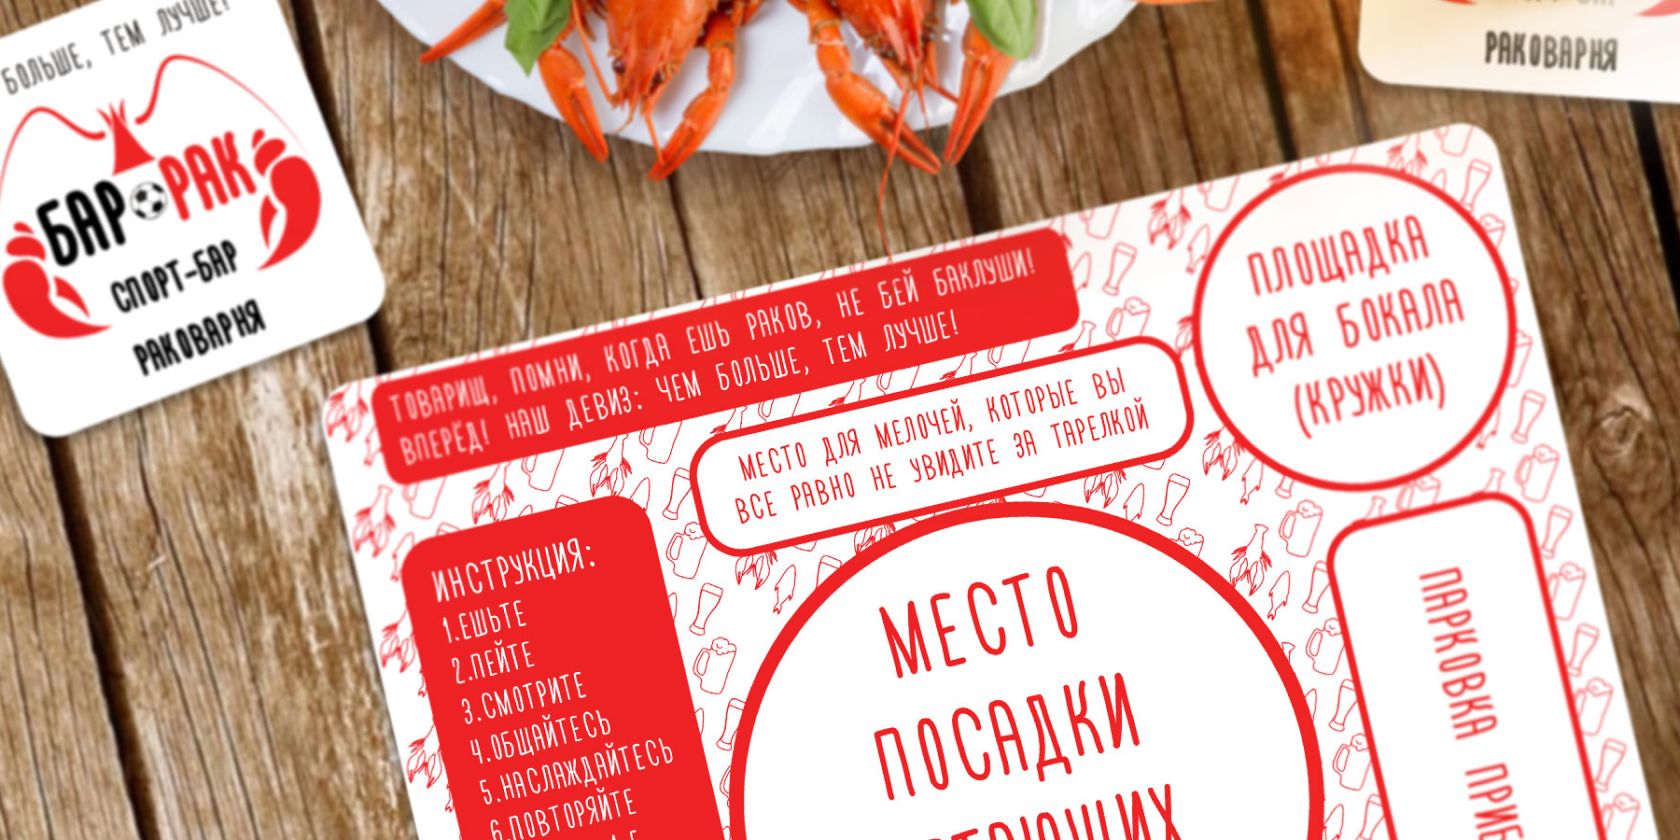 БОЛЬШЕ, ТЕМ ЛУЧШЕ!
БАР РАК
СПОРТ-БАР
РАКОВАРНЯ
РАКОВАРНЯ
ТОВАРИЩ, ПОМНИ, КОГДА ЕШЬ РАКОВ, НЕ БЕЙ БАКЛУШИ!
ВПЕРЁД! НАШ ДЕВИЗ: ЧЕМ БОЛЬШЕ, ТЕМ ЛУЧШЕ!
МЕСТО ДЛЯ МЕЛОЧЕЙ, КОТОРЫЕ ВЫ
ВСЕ РАВНО НЕ УВИДИТЕ ЗА ТАРЕЛКОЙ
ПЛОЩАДКА
ДЛЯ БОКАЛА
(КРУЖКИ)
ИНСТРУКЦИЯ:
1.ЕШЬТЕ
2.ПЕЙТЕ
3.СМОТРИТЕ
4.ОБЩАЙТЕСЬ
5.НАСЛАЖДАЙТЕСЬ
6.ПОВТОРЯЙТЕ
МЕСТО
ПОСАДКИ
ПАРКОВКА